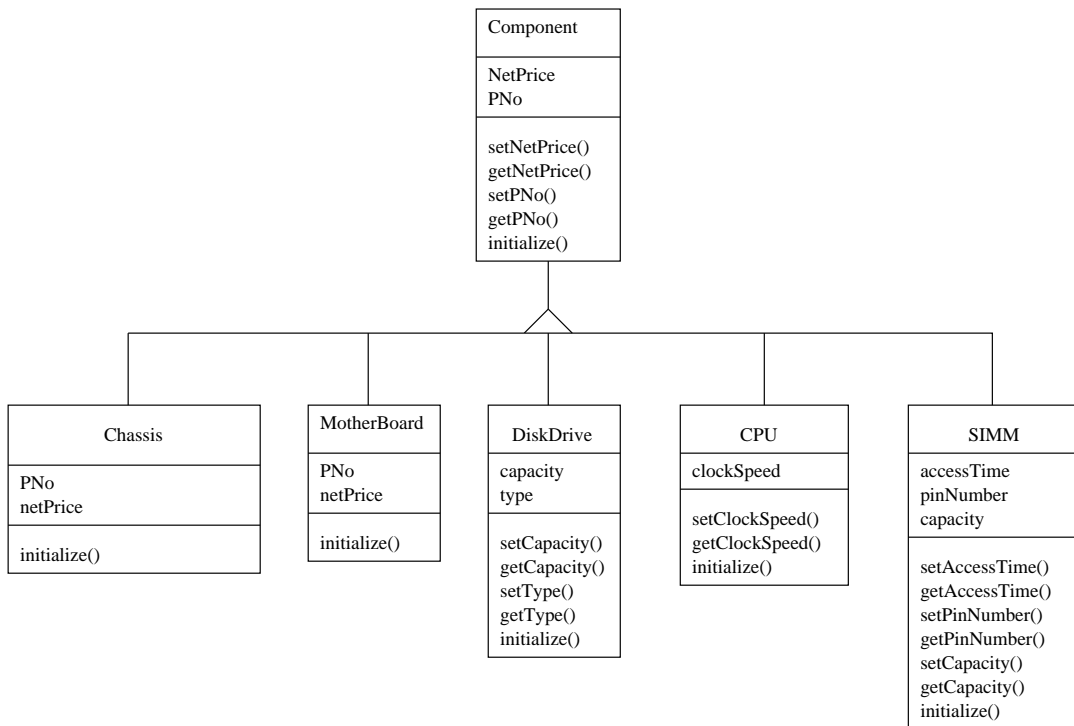 Component
NetPrice
PNo
setNetPrice()
getNetPrice()
setPNo()
getPNo()
initialize()
Chassis
PNo
netPrice
initialize()
MotherBoard
PNo
netPrice
initialize()
DiskDrive
capacity
type
setCapacity()
getCapacity()
setType()
getType()
initialize()
CPU
clockSpeed
setClockSpeed()
getClockSpeed()
initialize()
SIMM
accessTime
pinNumber
capacity
setAccessTime()
getAccessTime()
setPinNumber()
getPinNumber()
setCapacity()
getCapacity()
initialize()